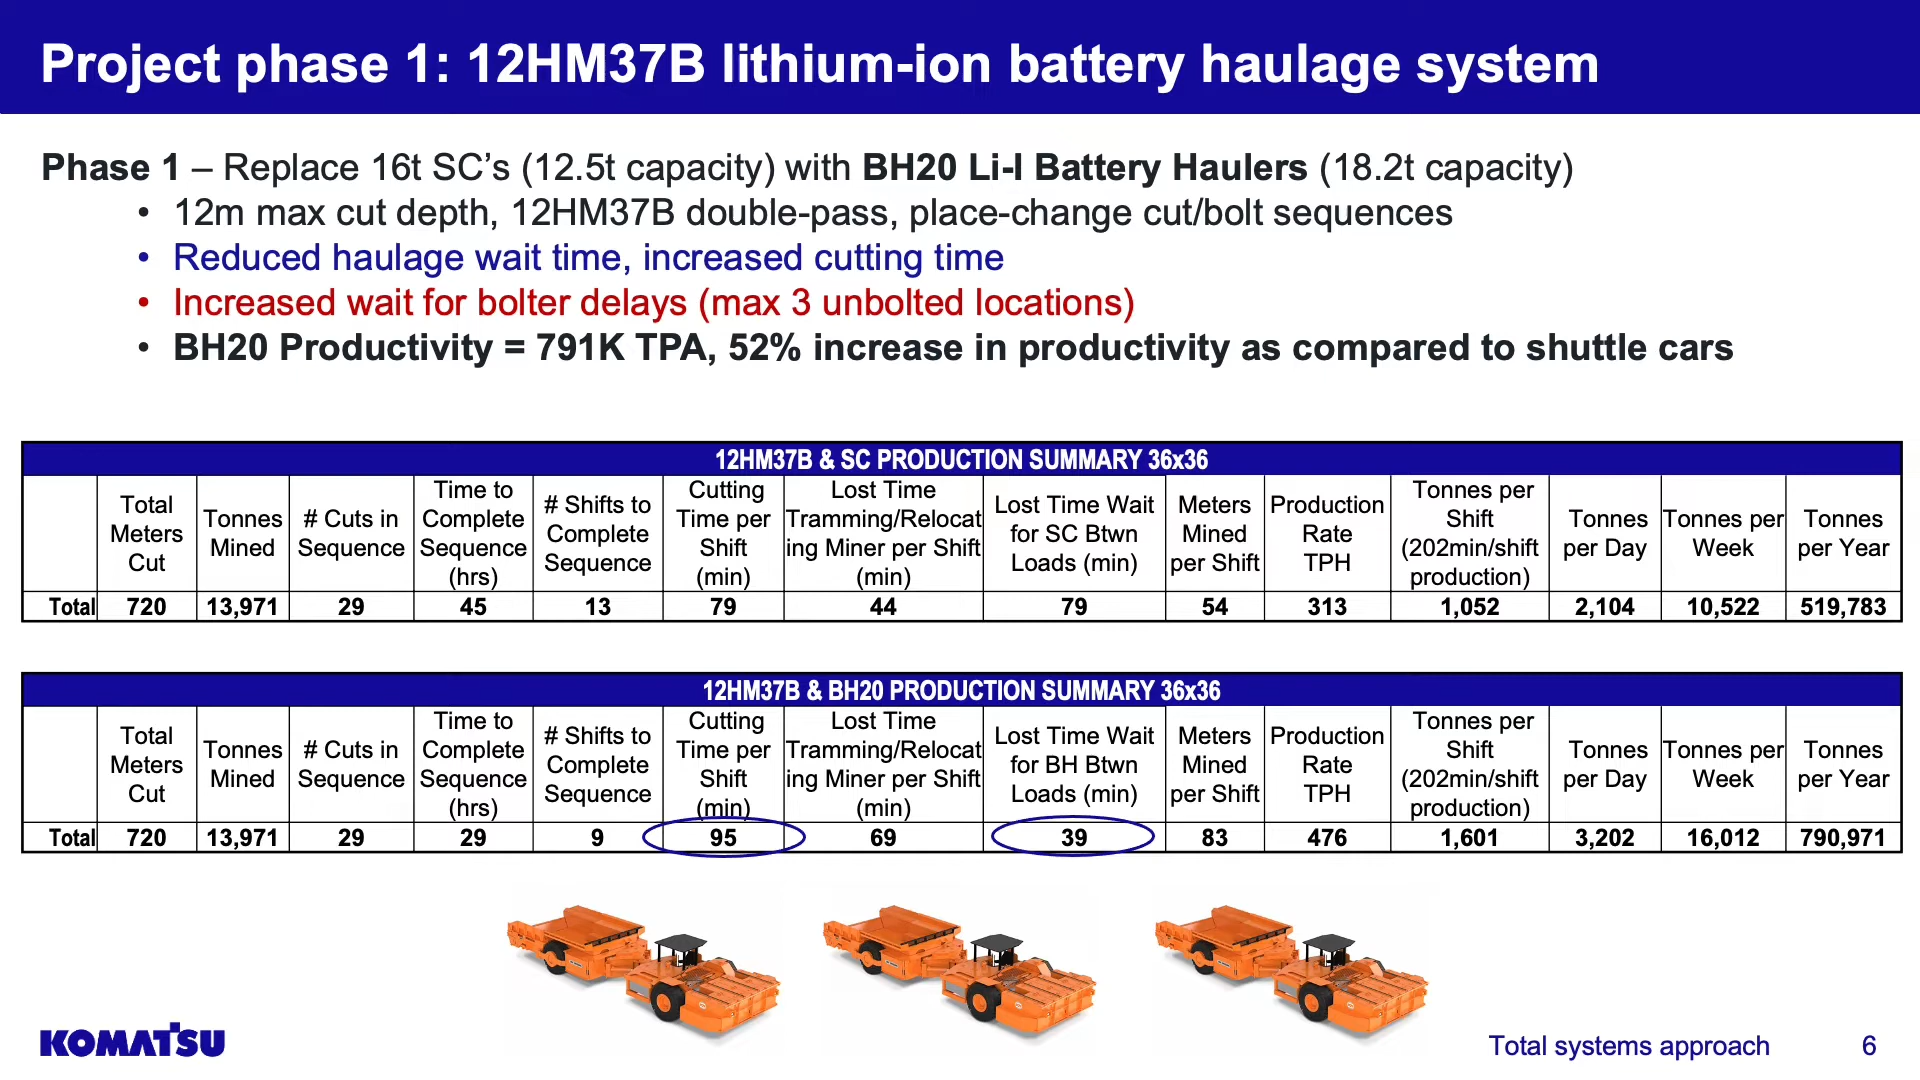 Project phase 1: 12HM37B lithium-ion battery haulage system
Phase 1 – Replace 16t SC's (12.5t capacity) with BH20 Li-I Battery Haulers (18.2t capacity)
• 12m max cut depth, 12HM37B double-pass, place-change cut/bolt sequences
• Reduced haulage wait time, increased cutting time
• Increased wait for bolter delays (max 3 unbolted locations)
• BH20 Productivity = 791K TPA, 52% increase in productivity as compared to shuttle cars
12HM37B & SC PRODUCTION SUMMARY 36x36
Total
Meters
Cut
Tonnes
Mined
# Cuts in
Sequence
Time to
Complete
Sequence
(hrs)
# Shifts to
Complete
Sequence
Cutting
Time per
Shift
(min)
Lost Time
Tramming/Relocat
ing Miner per Shift
(min)
Lost Time Wait
for SC Btwn
Loads (min)
Meters
Mined
per Shift
Production
Rate
TPH
Tonnes per
Shift
(202min/shift
production)
Tonnes
per Day
Tonnes per
Week
Tonnes
per Year
Total 720 13,971 29 45 13 79 44 79 54 313 1,052 2,104 10,522 519,783
12HM37B & BH20 PRODUCTION SUMMARY 36x36
Total
Meters
Cut
Tonnes
Mined
# Cuts in
Sequence
Time to
Complete
Sequence
(hrs)
# Shifts to
Complete
Sequence
Cutting
Time per
Shift
(min)
Lost Time
Tramming/Relocat
ing Miner per Shift
(min)
Lost Time Wait
for BH Btwn
Loads (min)
Meters
Mined
per Shift
Production
Rate
TPH
Tonnes per
Shift
(202min/shift
production)
Tonnes
per Day
Tonnes per
Week
Tonnes
per Year
Total 720 13,971 29 29 9 95 69 39 83 476 1,601 3,202 16,012 790,971
KOMATSU
Total systems approach 6